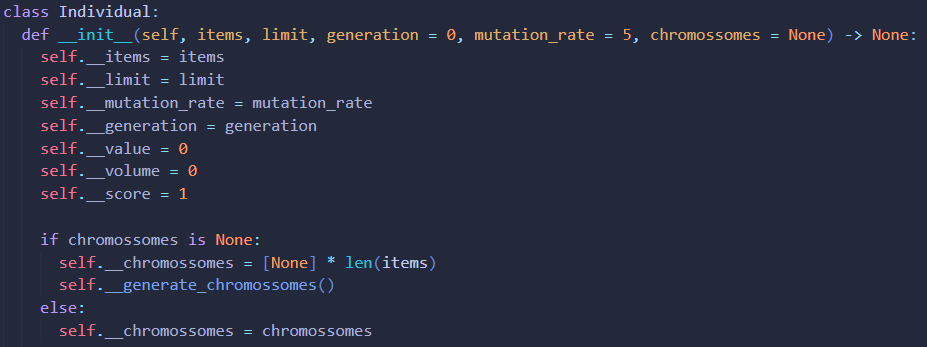 class Individual:
  def __init__(self, items, limit, generation = 0, mutation_rate = 5, chromossomes = None) -> None:
    self.__items = items
    self.__limit = limit
    self.__mutation_rate = mutation_rate
    self.__generation = generation
    self.__value = 0
    self.__volume = 0
    self.__score = 1

    if chromossomes is None:
      self.__chromossomes = [None] * len(items)
      self.__generate_chromossomes()
    else:
      self.__chromossomes = chromossomes